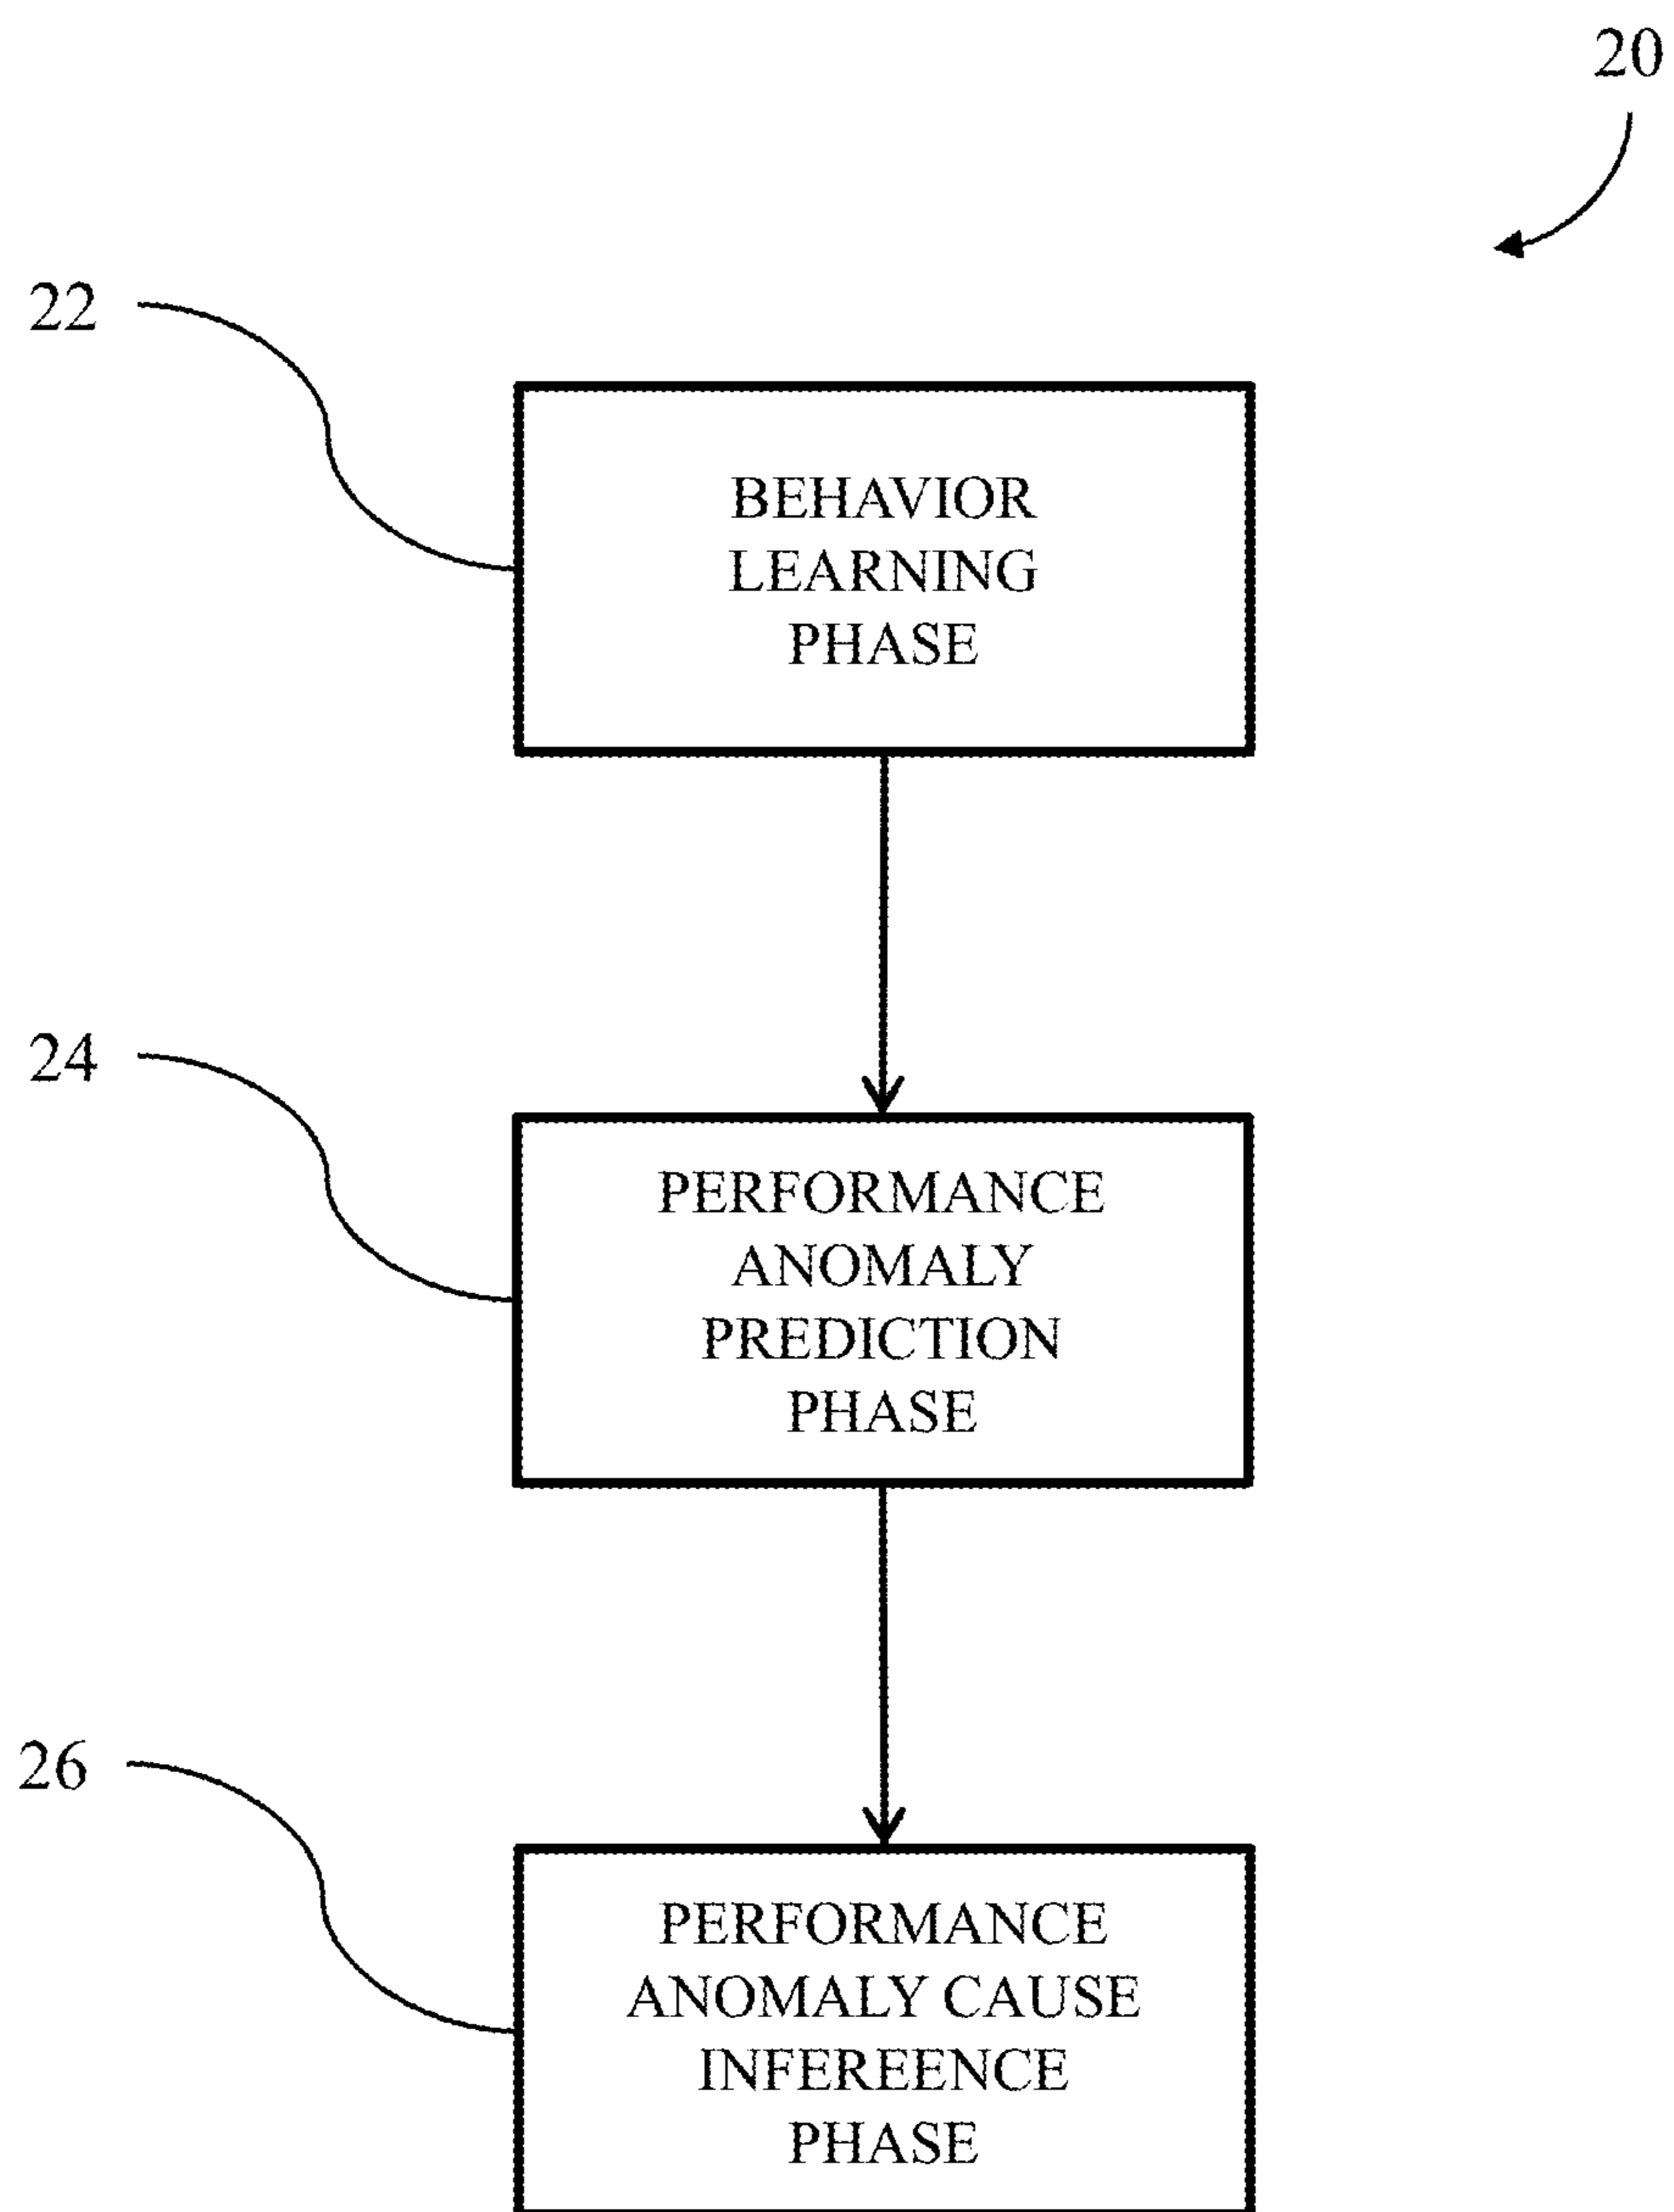 20
22
BEHAVIOR
LEARNING
PHASE
24
PERFORMANCE
ANOMALY
PREDICTION
PHASE
26
PERFORMANCE
ANOMALY CAUSE
INFEREENCE
PHASE